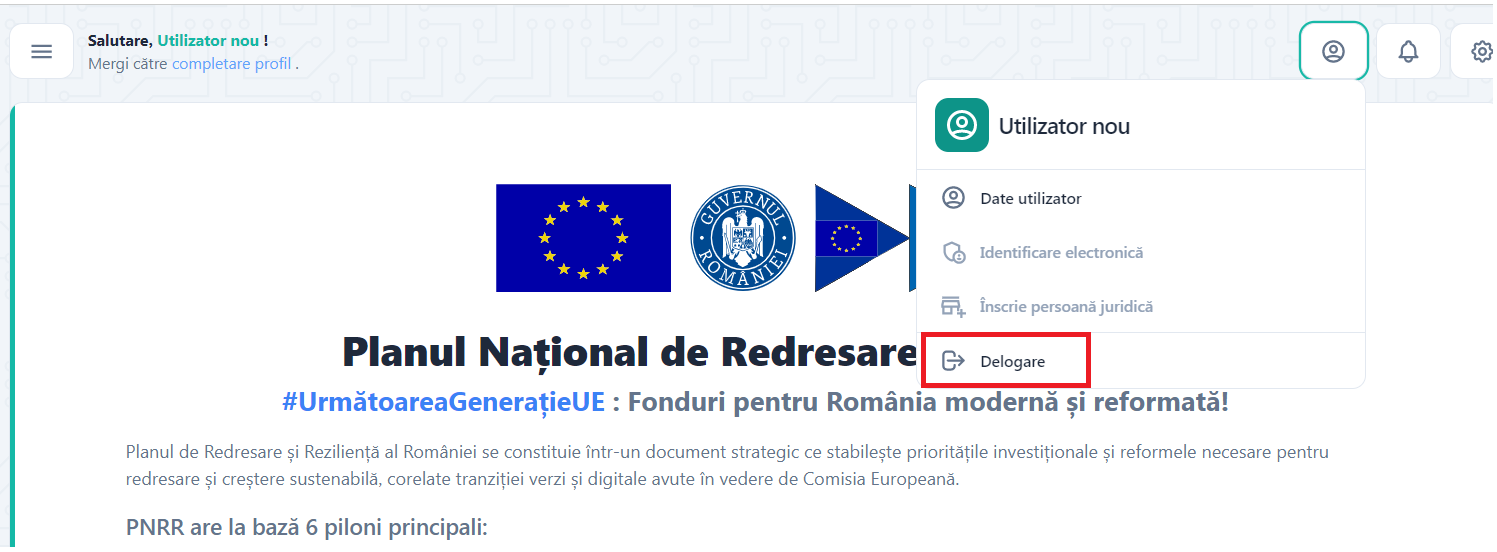 Salutare, Utilizator nou !
Mergi către completare profil .
Utilizator nou
Date utilizator
Identificare electronică
Înscrie persoană juridică
Delogare
GUVERNUL ROMÂNIEI
Planul Național de Redresare
#UrmătoareaGenerațieUE : Fonduri pentru România modernă și reformată!
Planul de Redresare și Reziliență al României se constituie într-un document strategic ce stabilește prioritățile investiționale și reformele necesare pentru
redresare și creștere sustenabilă, corelate tranziției verzi și digitale avute în vedere de Comisia Europeană.
PNRR are la bază 6 piloni principali: